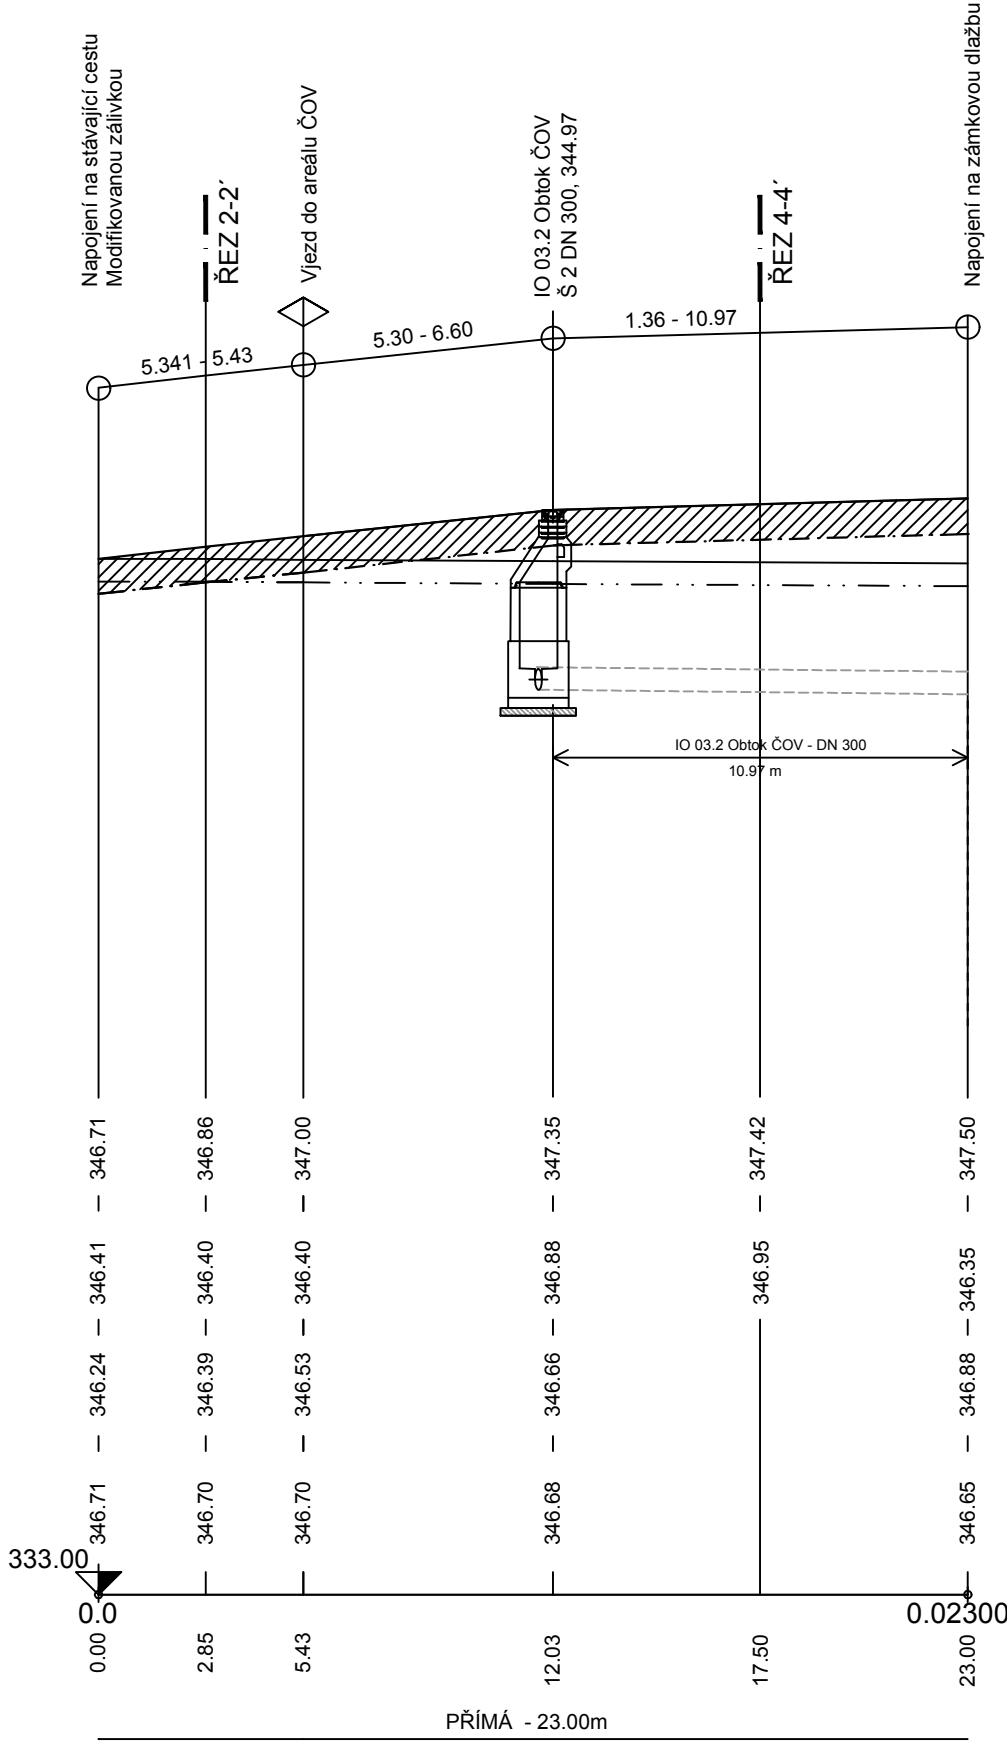 Napojení na stávající cestu
Modifikovanou zálivkou
ŘEZ 2-2´
Vjezd do areálu ČOV
IO 03.2 Obtok ČOV
Š 2 DN 300, 344.97
ŘEZ 4-4´
Napojení na zámkovou dlažbu
5.341 - 5.43
5.30 - 6.60
1.36 - 10.97
IO 03.2 Obtok ČOV - DN 300
10.97 m
346.71
346.86
347.00
347.35
347.42
347.50
346.41
346.40
346.40
346.88
346.95
346.35
346.24
346.39
346.53
346.66
346.88
346.71
346.70
346.70
346.68
346.65
333.00
0.0
0.02300
0.00
2.85
5.43
12.03
17.50
23.00
PŘÍMÁ - 23.00m